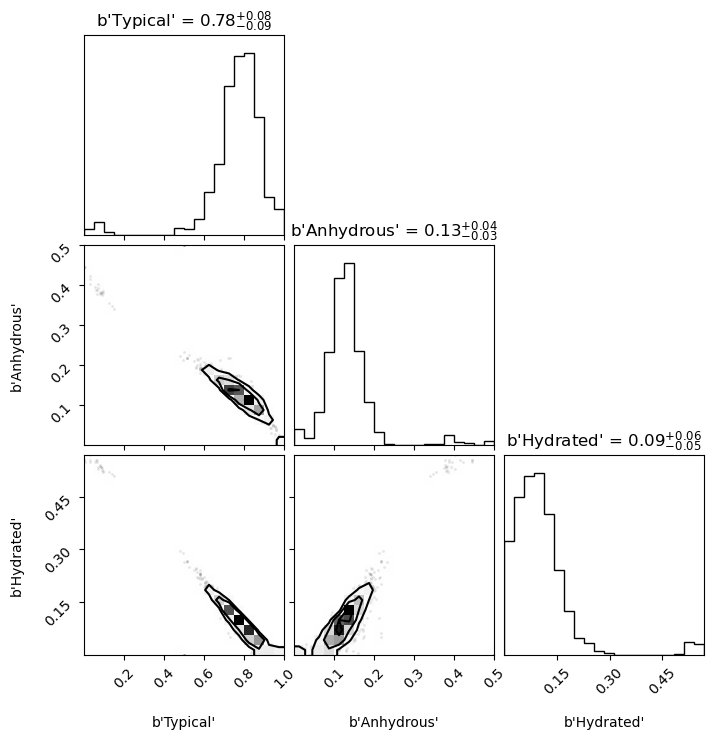 b'Typical' = 0.78+0.08−0.09
b'Anhydrous' = 0.13+0.04−0.03
b'Hydrated' = 0.09+0.06−0.05
b'Anhydrous'
0.5
0.4
0.3
0.2
0.1
b'Hydrated'
0.45
0.30
0.15
0.2 0.4 0.6 0.8 1.0
0.1 0.2 0.3 0.4 0.5
0.15 0.30 0.45
b'Typical' b'Anhydrous' b'Hydrated'